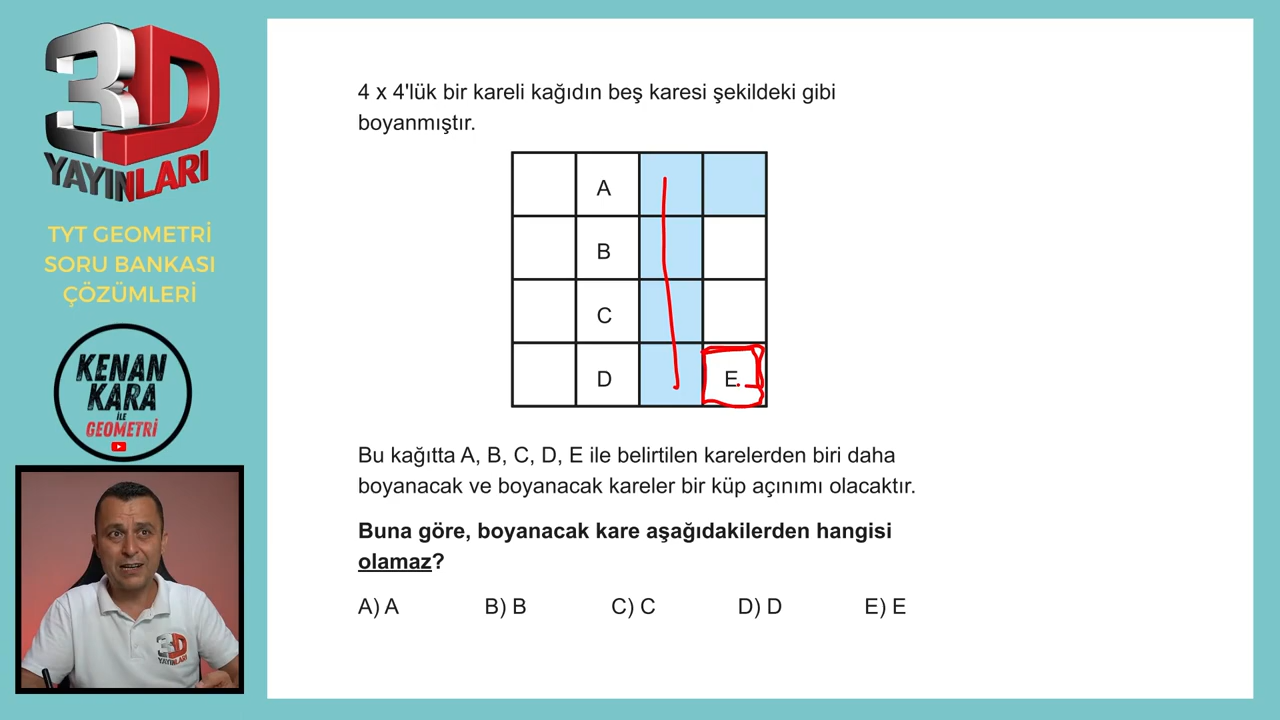 3D
YAYINLARI
TYT GEOMETRİ
SORU BANKASI
ÇÖZÜMLERİ
KENAN
KARA
İLE
GEOMETRİ
3D
YAYINLARI
4 x 4'lük bir kareli kağıdın beş karesi şekildeki gibi
boyanmıştır.
A
B
C
D
E
Bu kağıtta A, B, C, D, E ile belirtilen karelerden biri daha
boyanacak ve boyanacak kareler bir küp açınımı olacaktır.
Buna göre, boyanacak kare aşağıdakilerden hangisi
olamaz?
A) A B) B C) C D) D E) E